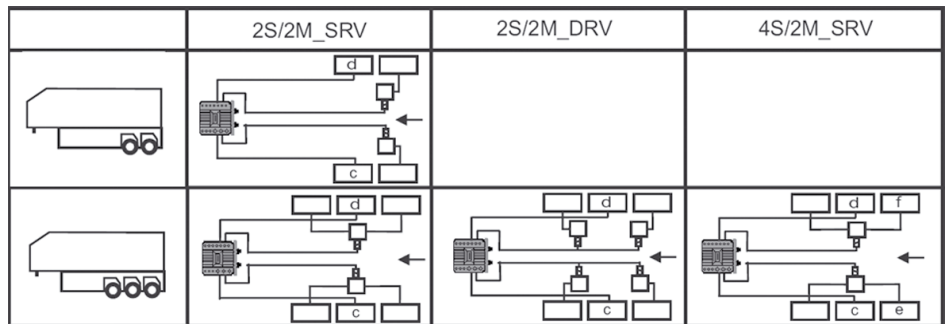 2S/2M_SRV 2S/2M_DRV 4S/2M_SRV
d
c
d d d f
c c c e